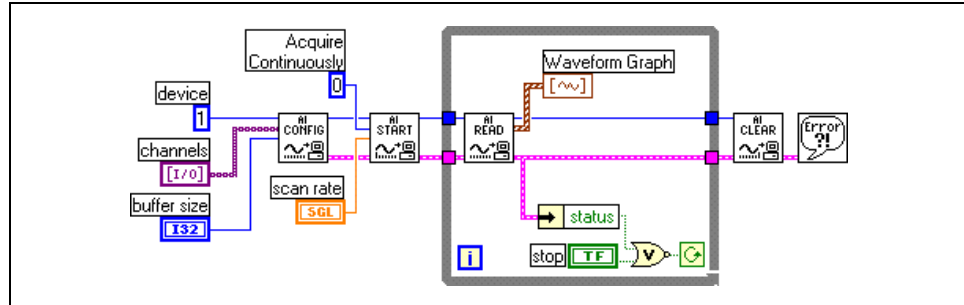 Acquire
Continuously
0
device
1
channels
[I/O]
buffer size
I32
AI
CONFIG
scan rate
SGL
AI
START
AI
READ
Waveform Graph
status
i
stop
TF
V
AI
CLEAR
Error
?!